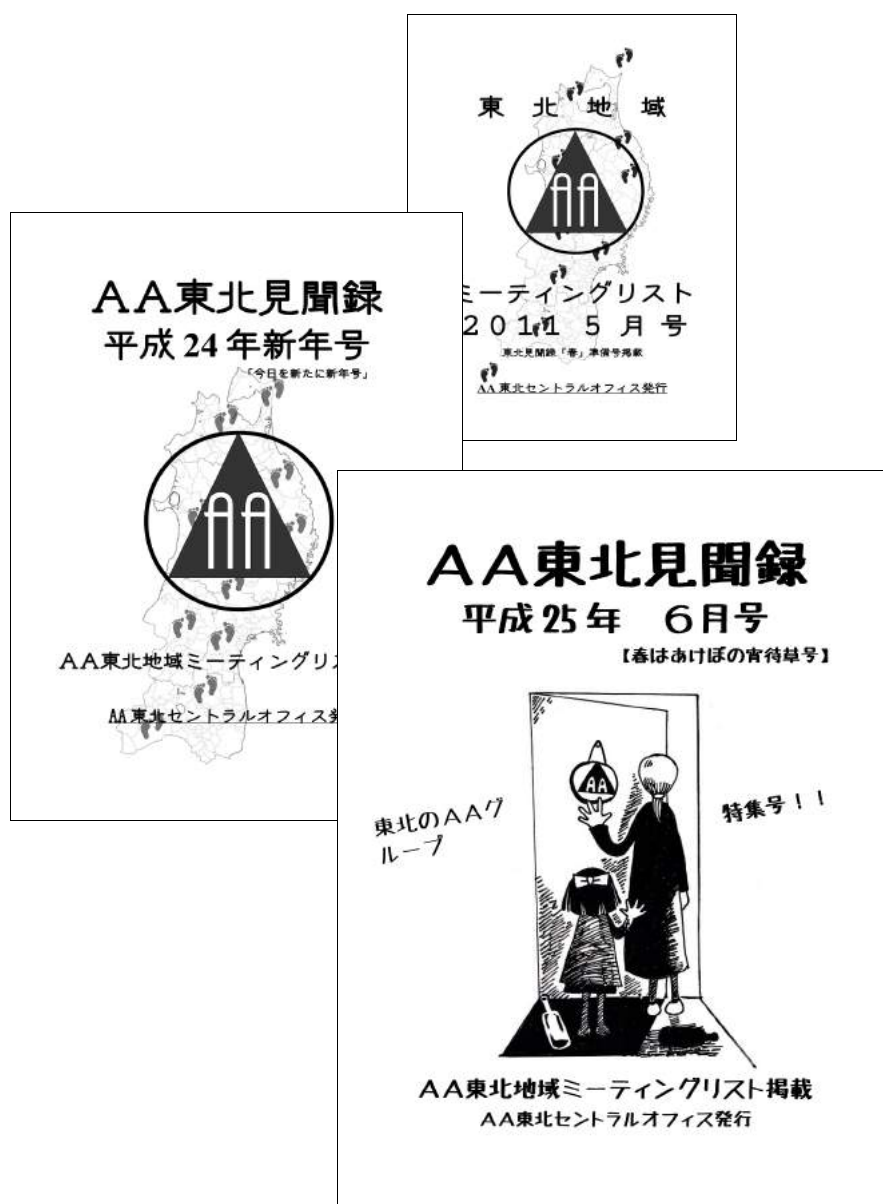 東北地域
AA
ミーティングリスト
2011 5月号
東北見聞録「春」準備号掲載
AA東北セントラルオフィス発行
AA東北見聞録
平成24年新年号
「今日を新たに新年号」
AA
AA東北地域ミーティングリ
AA東北セントラルオフィス発
AA東北見聞録
平成25年 6月号
【春はあけぼの宵待草号】
AA
東北のAAグ
ループ
特集号！！
AA東北地域ミーティングリスト掲載
AA東北セントラルオフィス発行